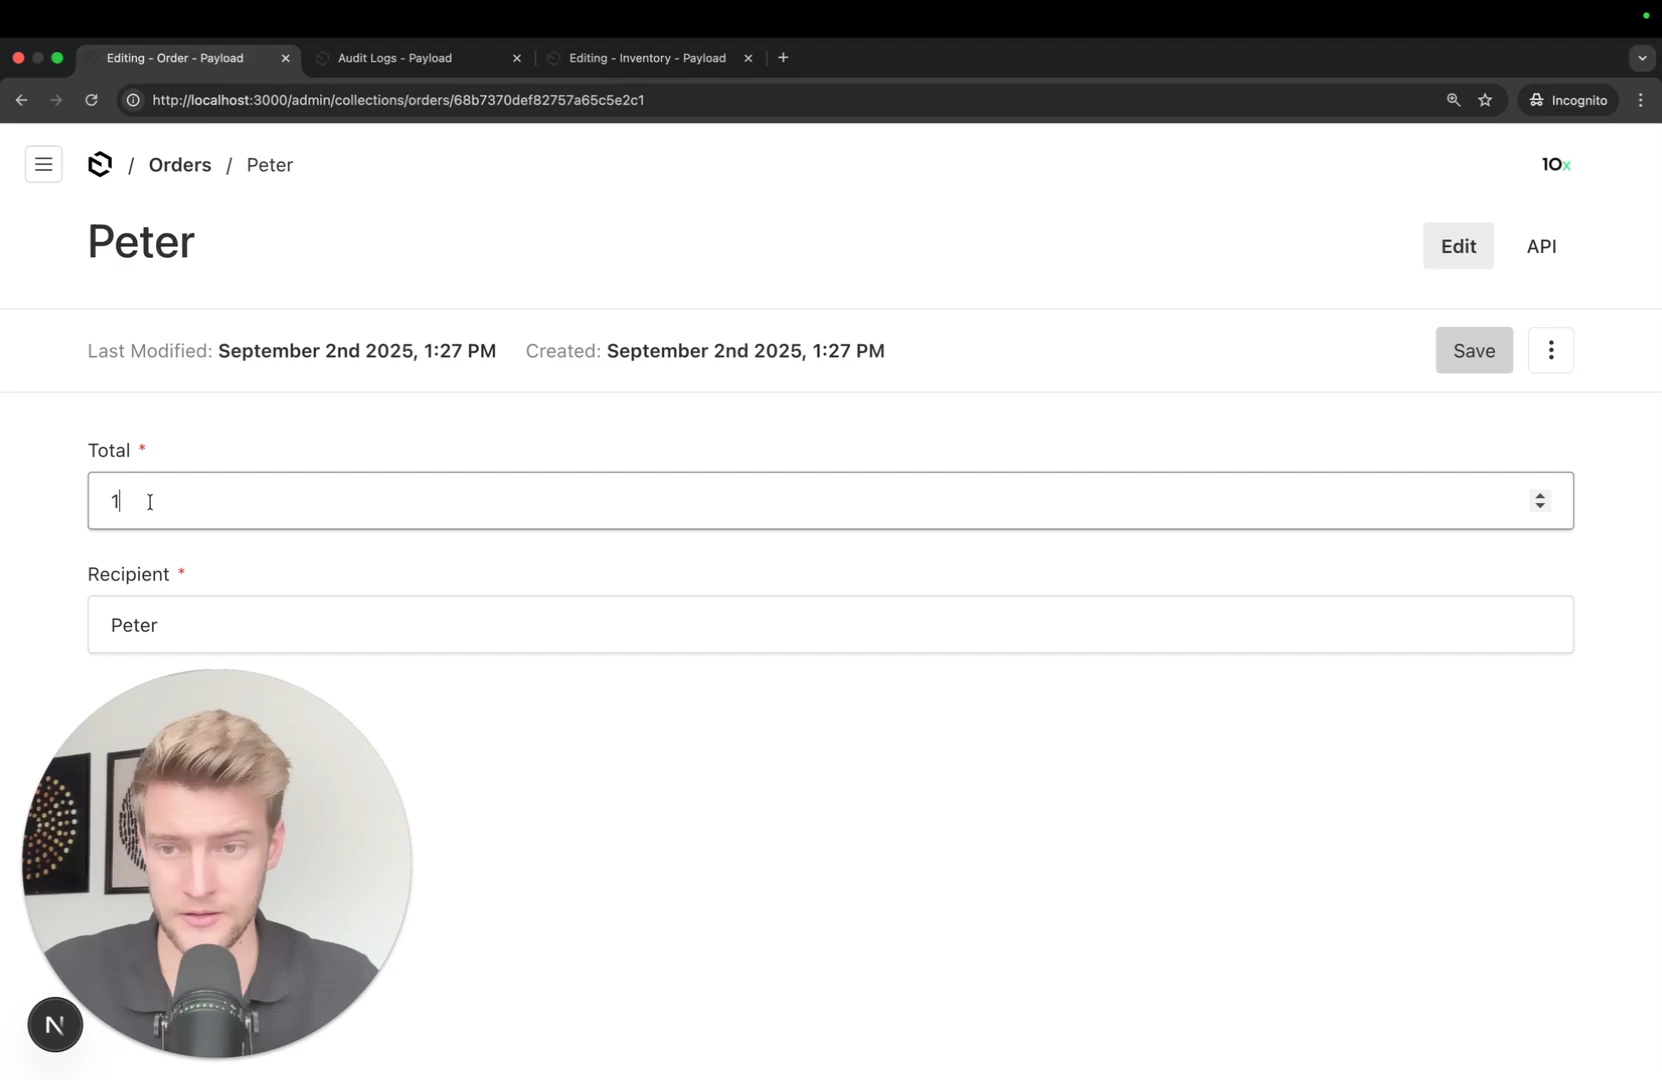 Editing - Order - Payload
Audit Logs - Payload
Editing - Inventory - Payload
http://localhost:3000/admin/collections/orders/68b7370def82757a65c5e2c1
Incognito
/ Orders / Peter
10x
Peter
Edit
API
Last Modified: September 2nd 2025, 1:27 PM
Created: September 2nd 2025, 1:27 PM
Save
Total *
1
Recipient *
Peter
N